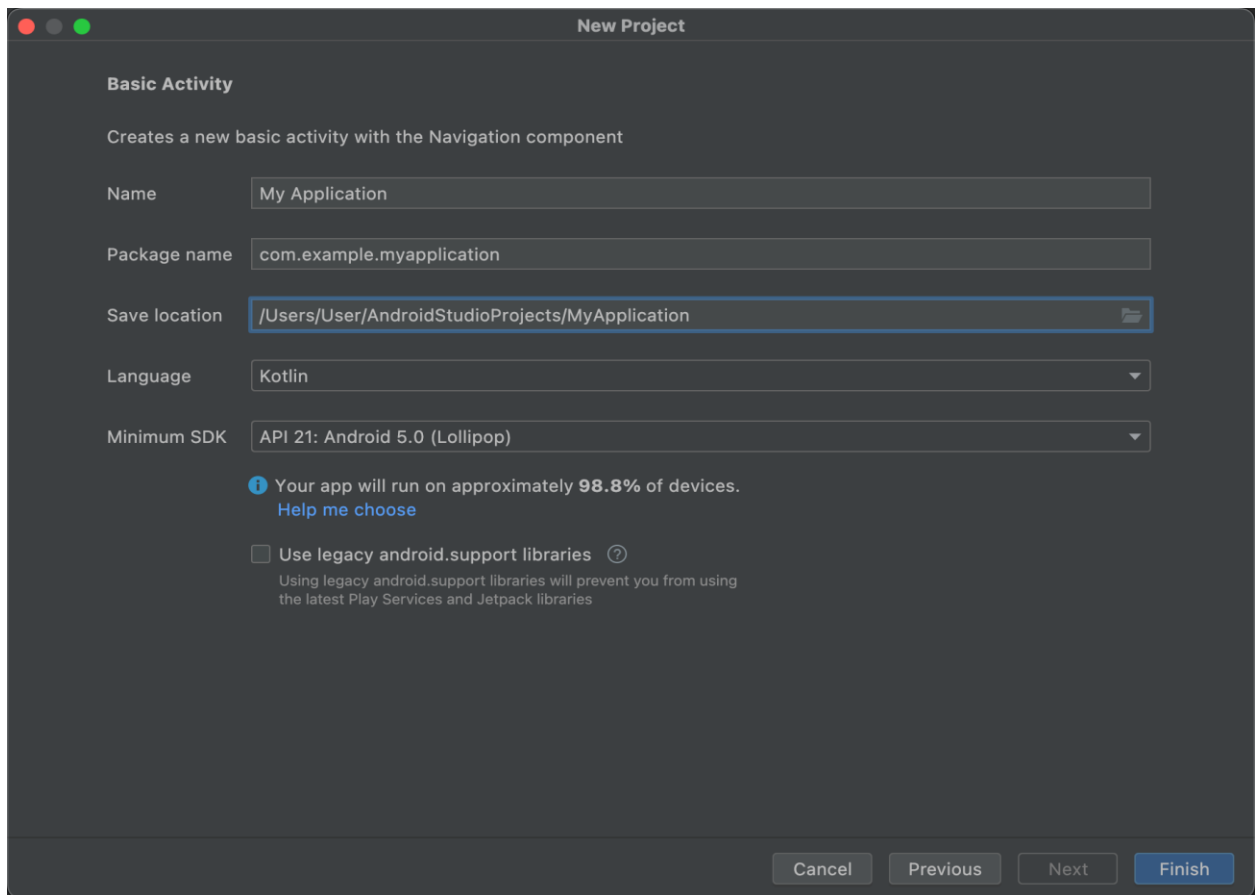 New Project
Basic Activity
Creates a new basic activity with the Navigation component
Name My Application
Package name com.example.myapplication
Save location /Users/User/AndroidStudioProjects/MyApplication
Language Kotlin
Minimum SDK API 21: Android 5.0 (Lollipop)
Your app will run on approximately 98.8% of devices.
Help me choose
Use legacy android.support libraries ?
Using legacy android.support libraries will prevent you from using
the latest Play Services and Jetpack libraries
Cancel Previous Next Finish